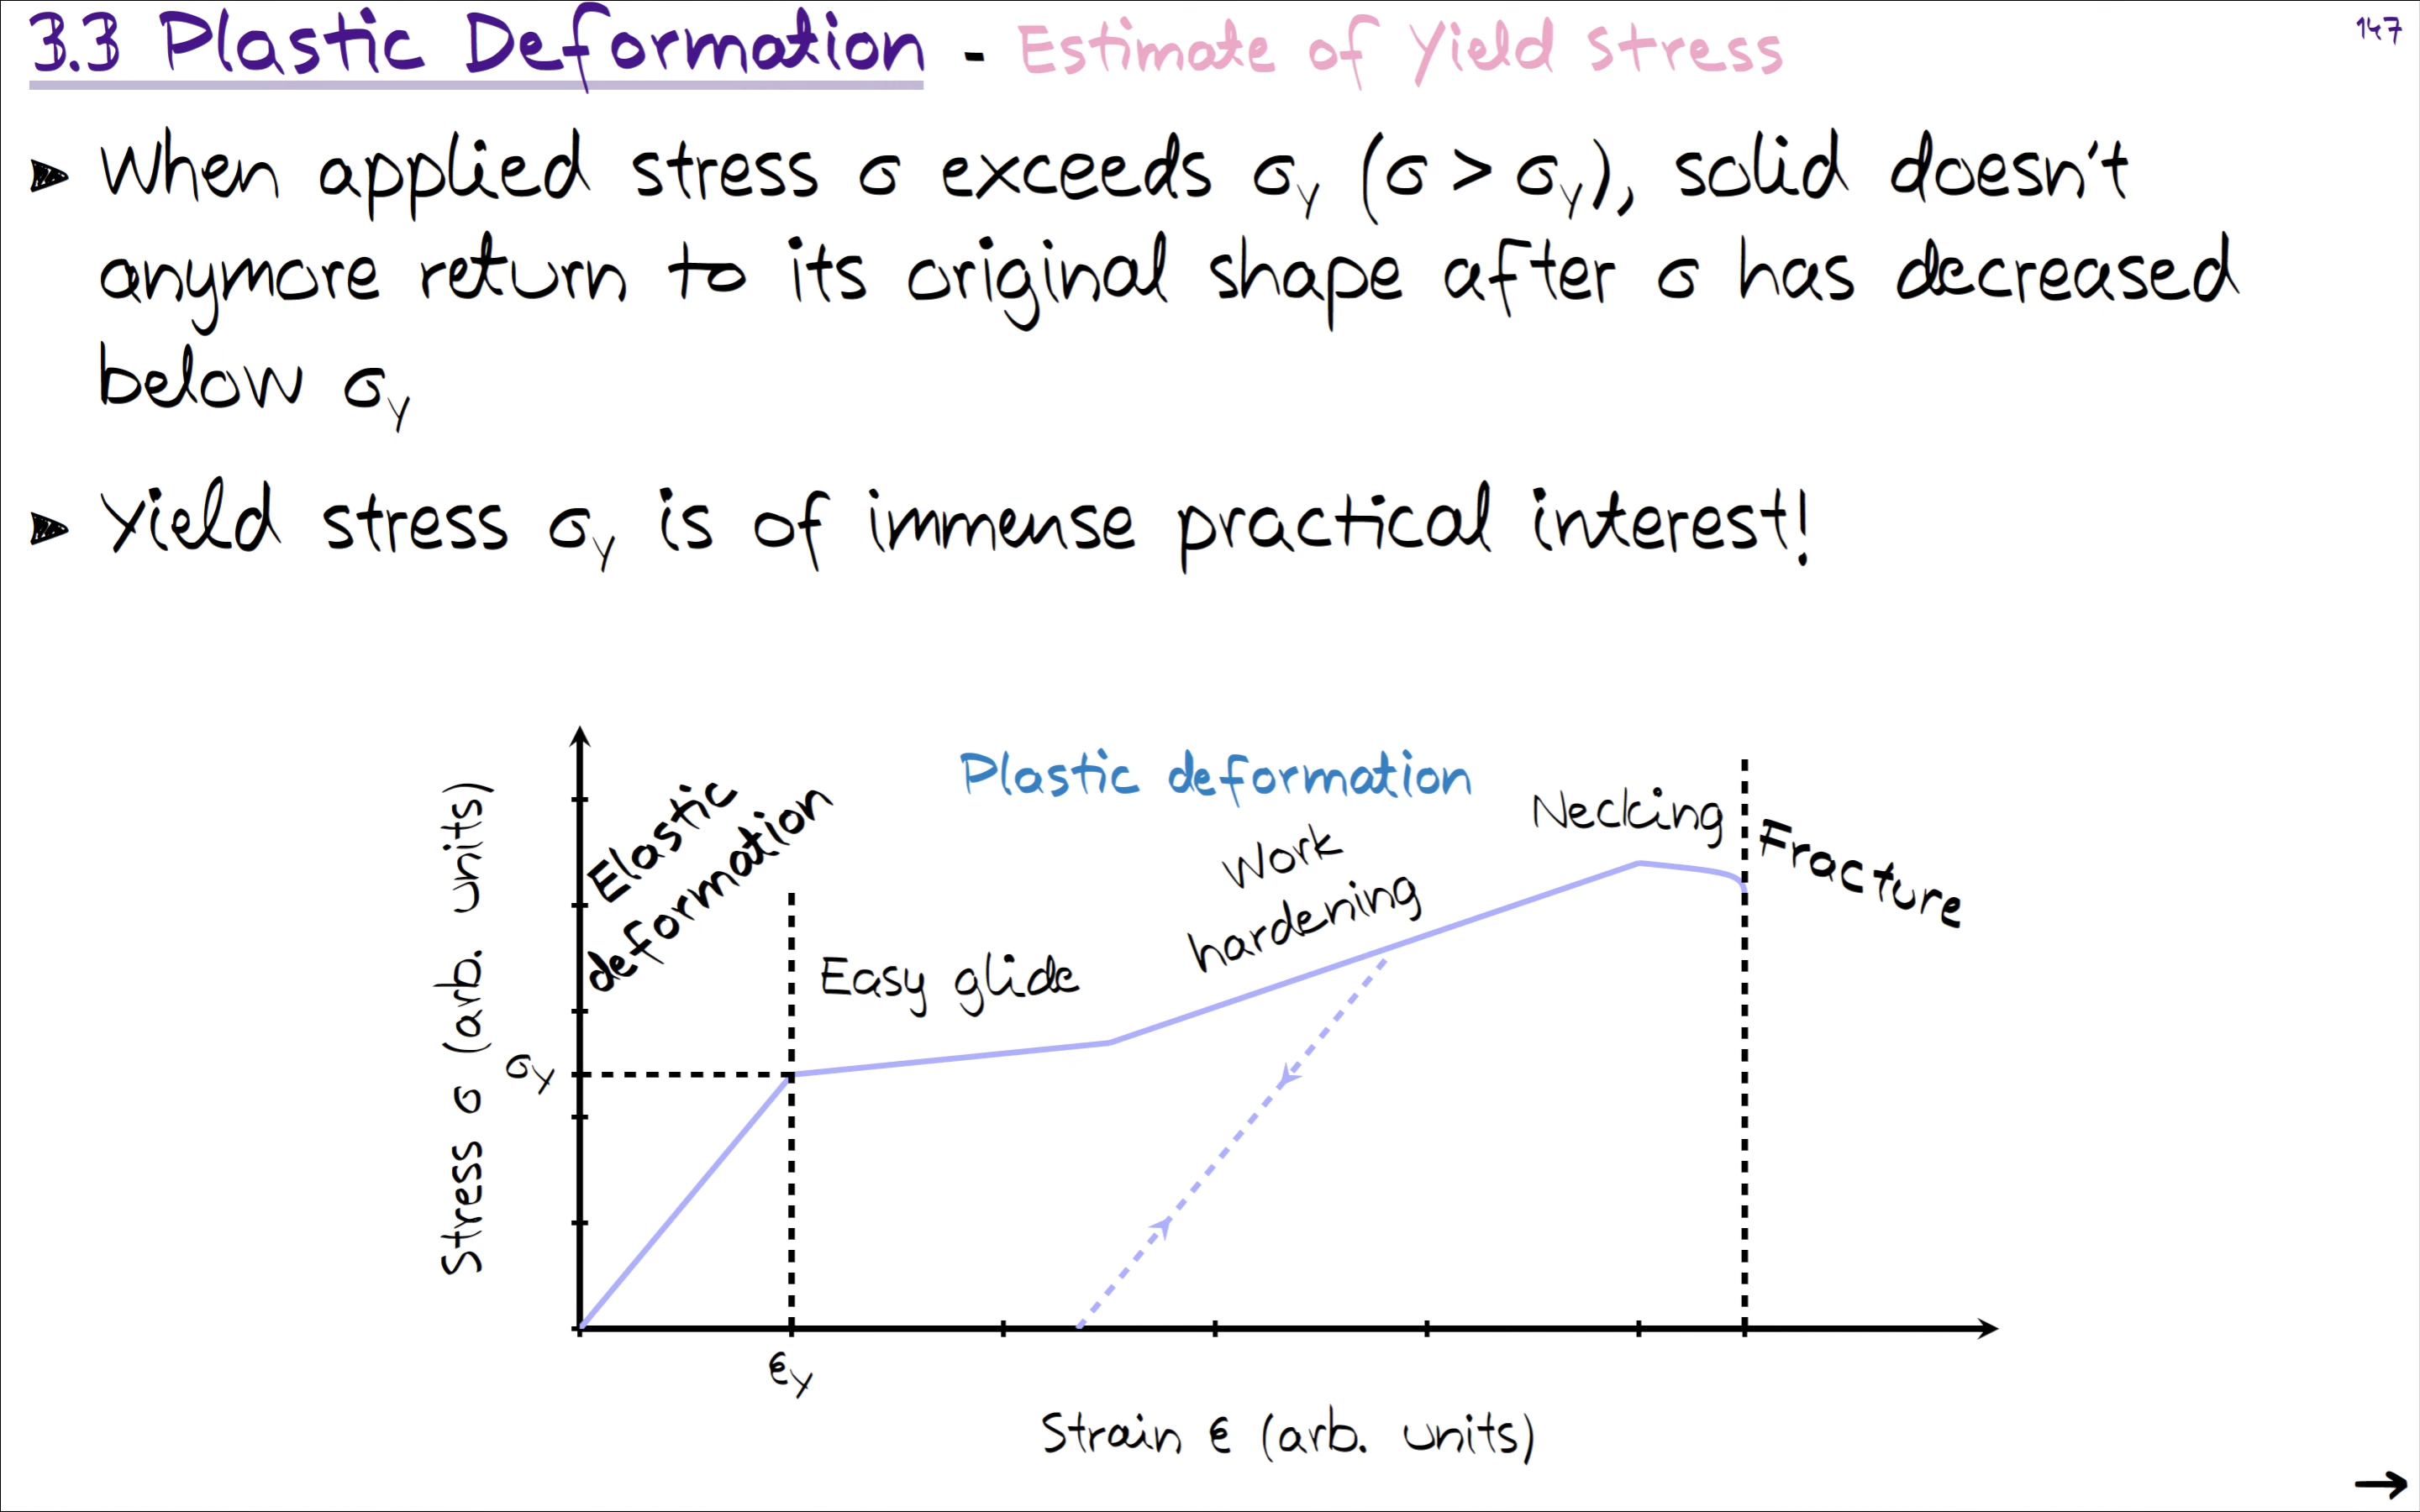 3.3 Plastic Deformation - Estimate of Yield Stress
147
When applied stress σ exceeds σ_Y (σ > σ_Y), solid doesn't
anymore return to its original shape after σ has decreased
below σ_Y
Yield stress σ_Y is of immense practical interest!
Plastic deformation
Elastic
deformation
Necking
Fracture
Work
hardening
Easy glide
Stress σ (arb. units)
σ_Y
ϵ_Y
Strain ϵ (arb. units)
→